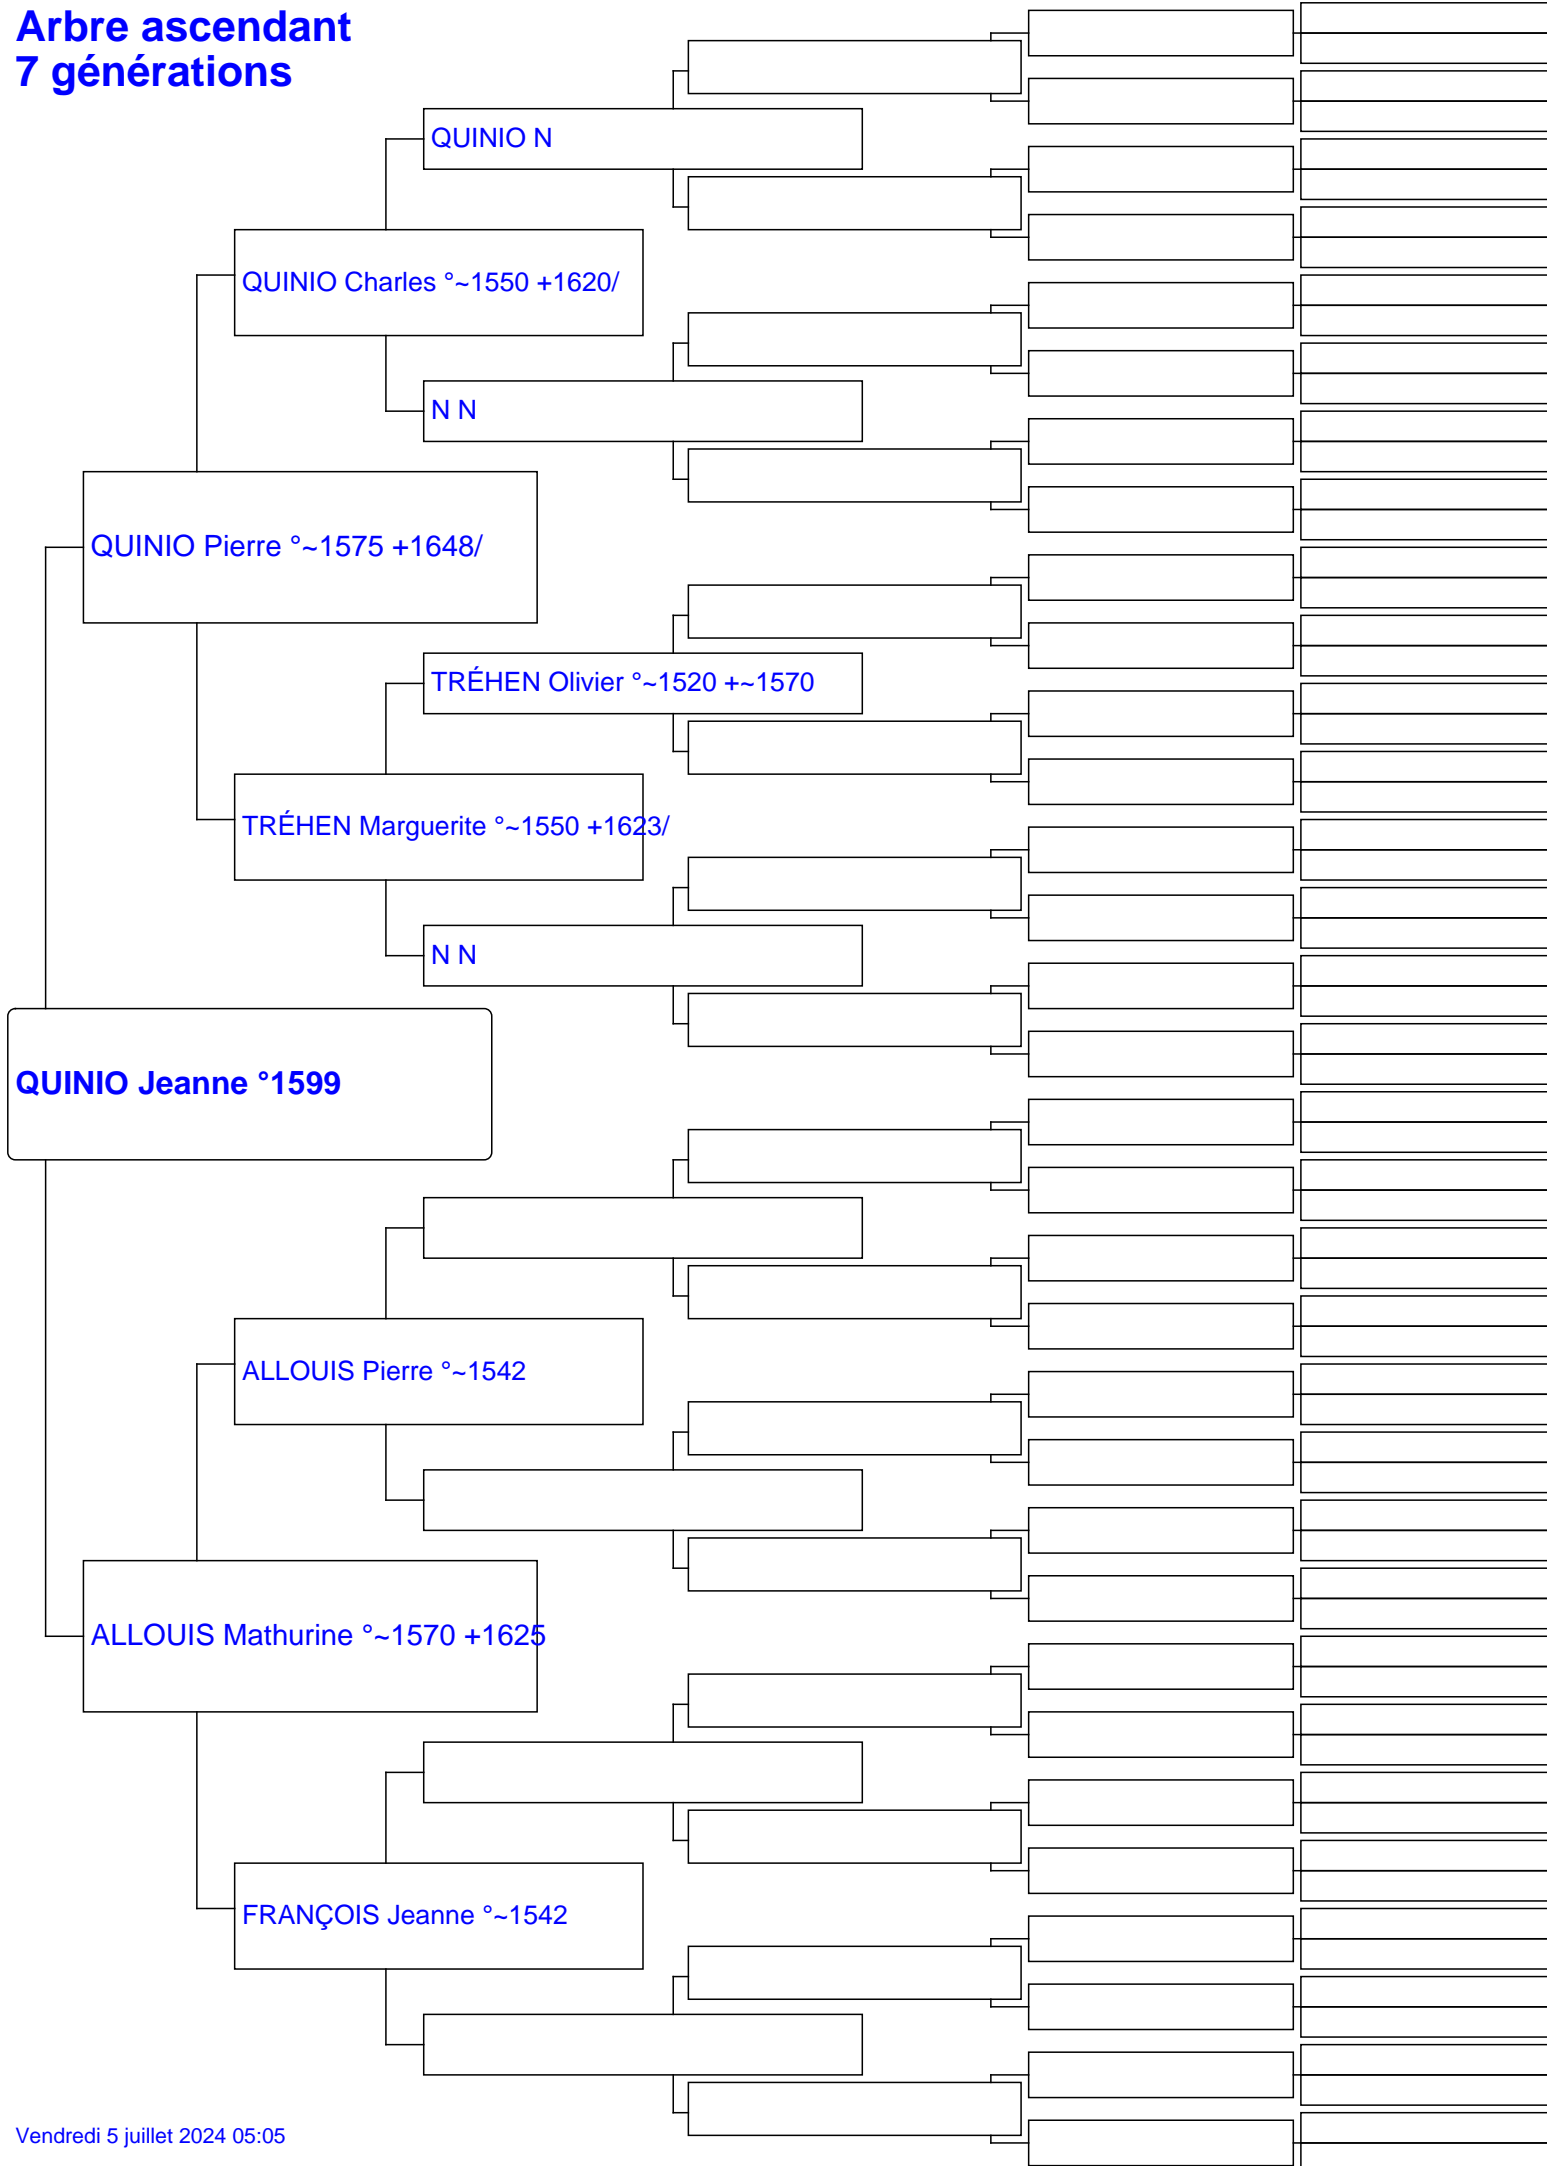 Arbre ascendant
7 générations
QUINIO N
QUINIO Charles °~1550 +1620/
N N
QUINIO Pierre °~1575 +1648/
TRÉHEN Olivier °~1520 +~1570
TRÉHEN Marguerite °~1550 +1623/
N N
QUINIO Jeanne °1599
ALLOUIS Pierre °~1542
ALLOUIS Mathurine °~1570 +1625
FRANÇOIS Jeanne °~1542
Vendredi 5 juillet 2024 05:05